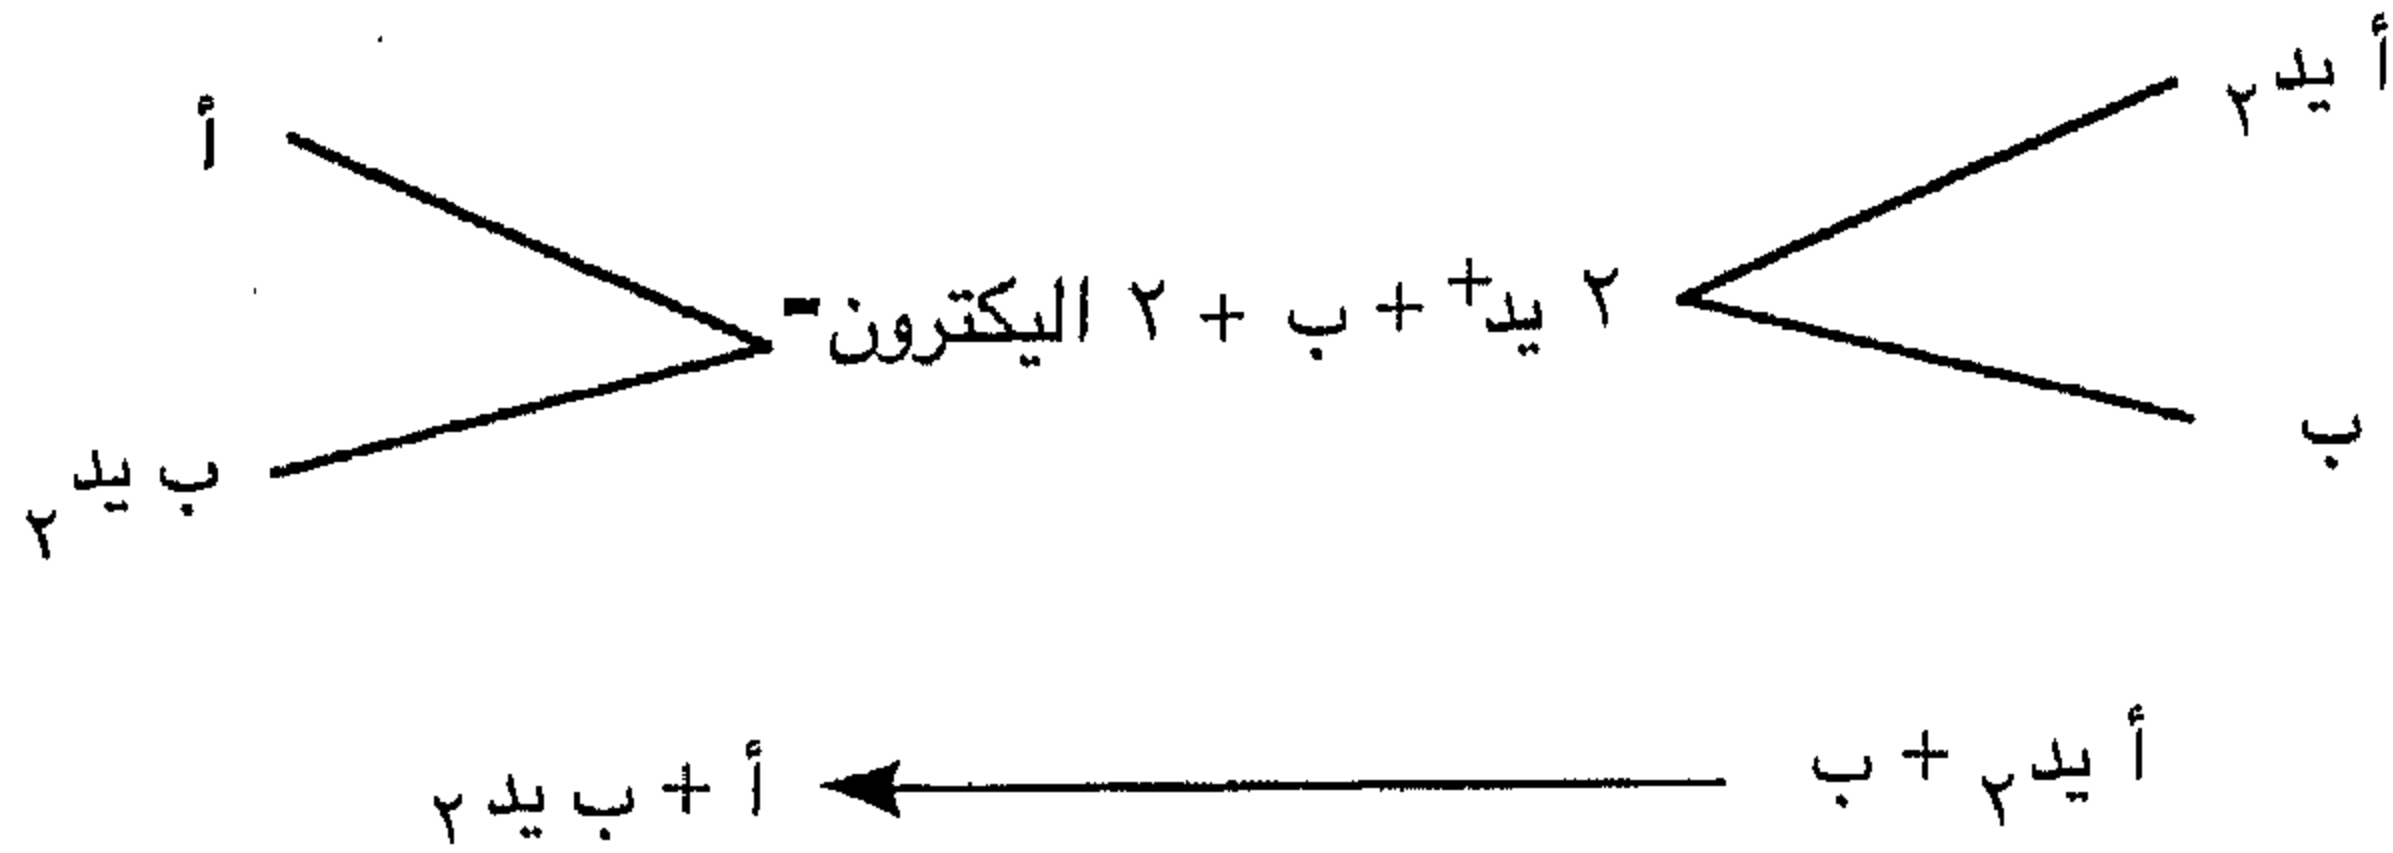 أ يد٢
أ
٢ يد+ + ب + ٢ اليكترون-
ب
ب يد٢
أ يد٢ + ب
أ + ب يد٢